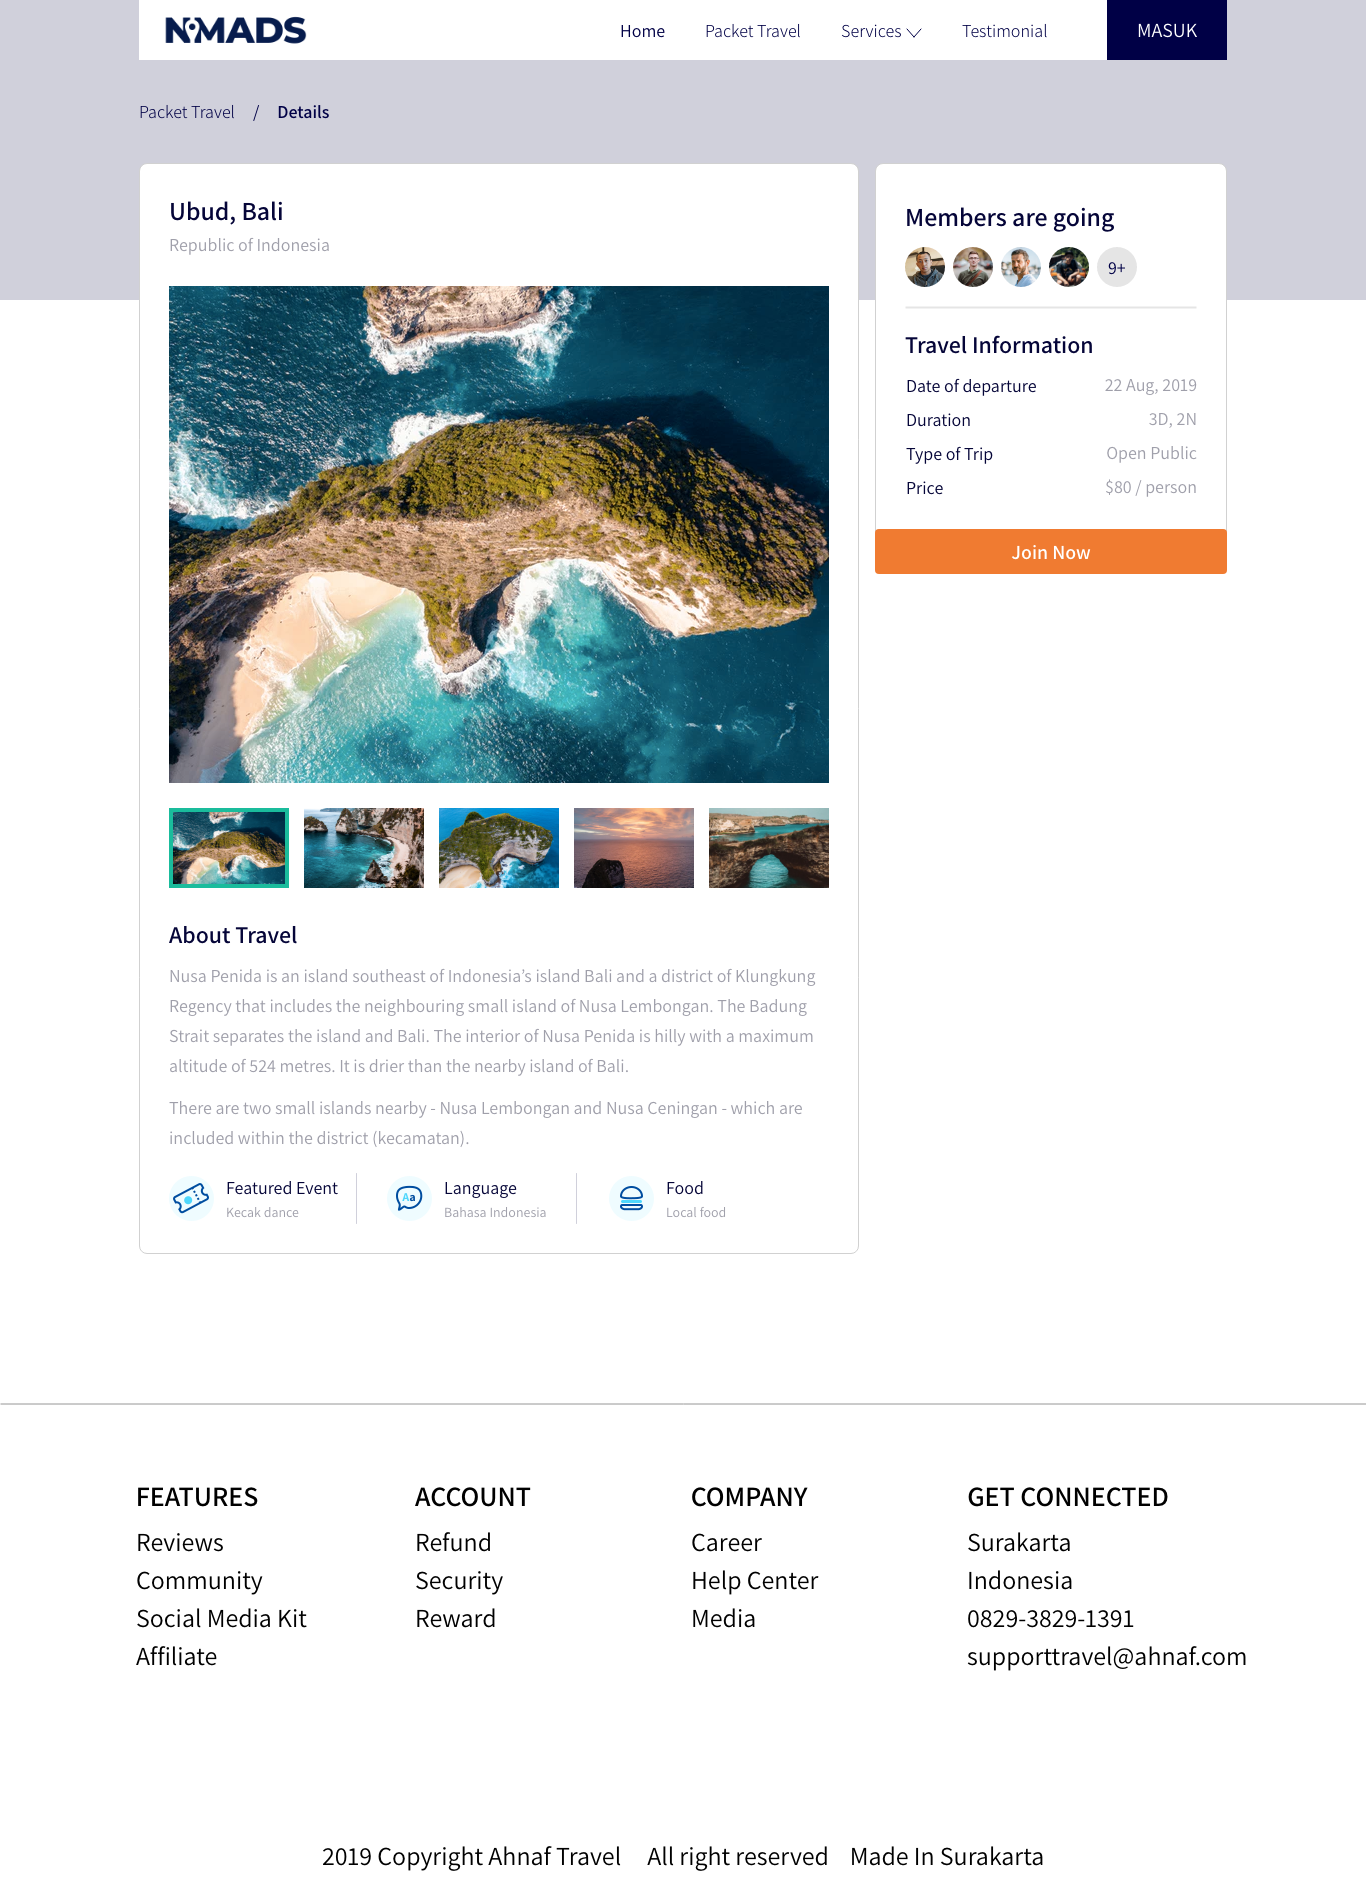 NOMADS
Home Packet Travel Services Testimonial MASUK
Packet Travel / Details
Ubud, Bali
Republic of Indonesia
Members are going
9+
Travel Information
Date of departure 22 Aug, 2019
Duration 3D, 2N
Type of Trip Open Public
Price $80 / person
Join Now
About Travel
Nusa Penida is an island southeast of Indonesia’s island Bali and a district of Klungkung
Regency that includes the neighbouring small island of Nusa Lembongan. The Badung
Strait separates the island and Bali. The interior of Nusa Penida is hilly with a maximum
altitude of 524 metres. It is drier than the nearby island of Bali.
There are two small islands nearby - Nusa Lembongan and Nusa Ceningan - which are
included within the district (kecamatan).
Featured Event
Kecak dance
Aa
Language
Bahasa Indonesia
Food
Local food
FEATURES
Reviews
Community
Social Media Kit
Affiliate
ACCOUNT
Refund
Security
Reward
COMPANY
Career
Help Center
Media
GET CONNECTED
Surakarta
Indonesia
0829-3829-1391
supporttravel@ahnaf.com
2019 Copyright Ahnaf Travel All right reserved Made In Surakarta